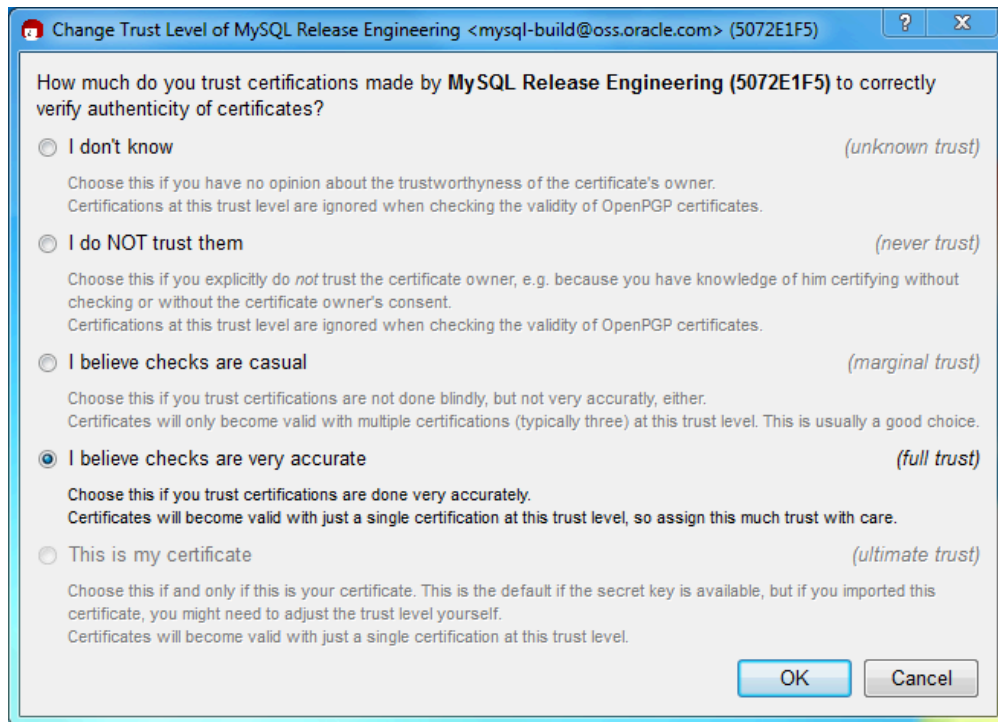 Change Trust Level of MySQL Release Engineering <mysql-build@oss.oracle.com> (5072E1F5)
How much do you trust certifications made by MySQL Release Engineering (5072E1F5) to correctly
verify authenticity of certificates?
I don't know (unknown trust)
Choose this if you have no opinion about the trustworthyness of the certificate's owner.
Certifications at this trust level are ignored when checking the validity of OpenPGP certificates.
I do NOT trust them (never trust)
Choose this if you explicitly do not trust the certificate owner, e.g. because you have knowledge of him certifying without
checking or without the certificate owner's consent.
Certifications at this trust level are ignored when checking the validity of OpenPGP certificates.
I believe checks are casual (marginal trust)
Choose this if you trust certifications are not done blindly, but not very accuratly, either.
Certificates will only become valid with multiple certifications (typically three) at this trust level. This is usually a good choice.
I believe checks are very accurate (full trust)
Choose this if you trust certifications are done very accurately.
Certificates will become valid with just a single certification at this trust level, so assign this much trust with care.
This is my certificate (ultimate trust)
Choose this if and only if this is your certificate. This is the default if the secret key is available, but if you imported this
certificate, you might need to adjust the trust level yourself.
Certificates will become valid with just a single certification at this trust level.
OK Cancel